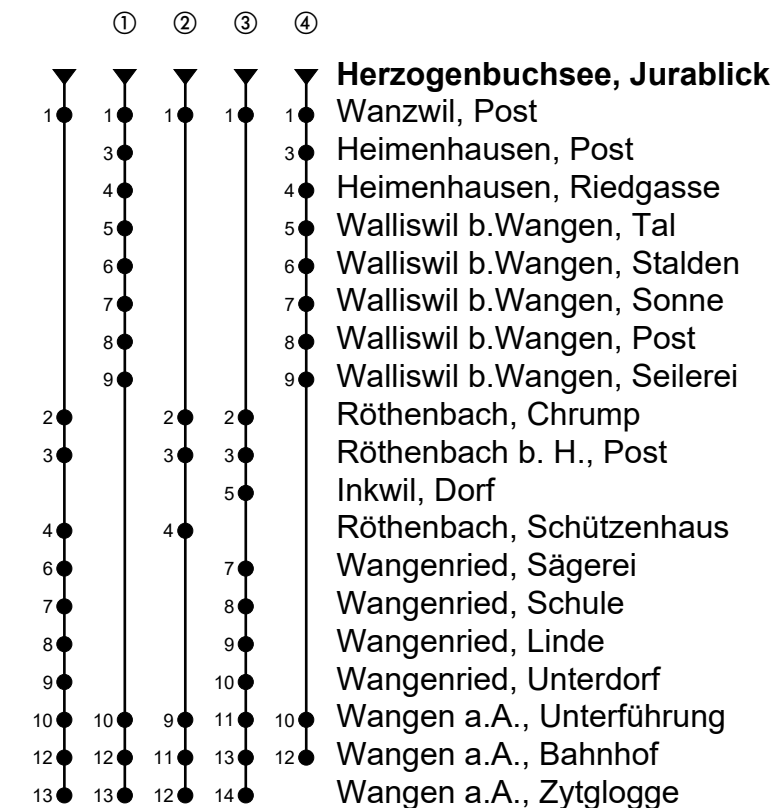 ① ② ③ ④
Herzogenbuchsee, Jurablick
1 1 1 1 1 Wanzwil, Post
3 3 Heimenhausen, Post
4 4 Heimenhausen, Riedgasse
5 5 Walliswil b.Wangen, Tal
6 6 Walliswil b.Wangen, Stalden
7 7 Walliswil b.Wangen, Sonne
8 8 Walliswil b.Wangen, Post
9 9 Walliswil b.Wangen, Seilerei
2 2 2 Röthenbach, Chrump
3 3 3 Röthenbach b. H., Post
5 Inkwil, Dorf
4 4 Röthenbach, Schützenhaus
6 7 Wangenried, Sägerei
7 8 Wangenried, Schule
8 9 Wangenried, Linde
9 10 Wangenried, Unterdorf
10 10 9 11 10 Wangen a.A., Unterführung
12 12 11 13 12 Wangen a.A., Bahnhof
13 13 12 14 Wangen a.A., Zytglogge